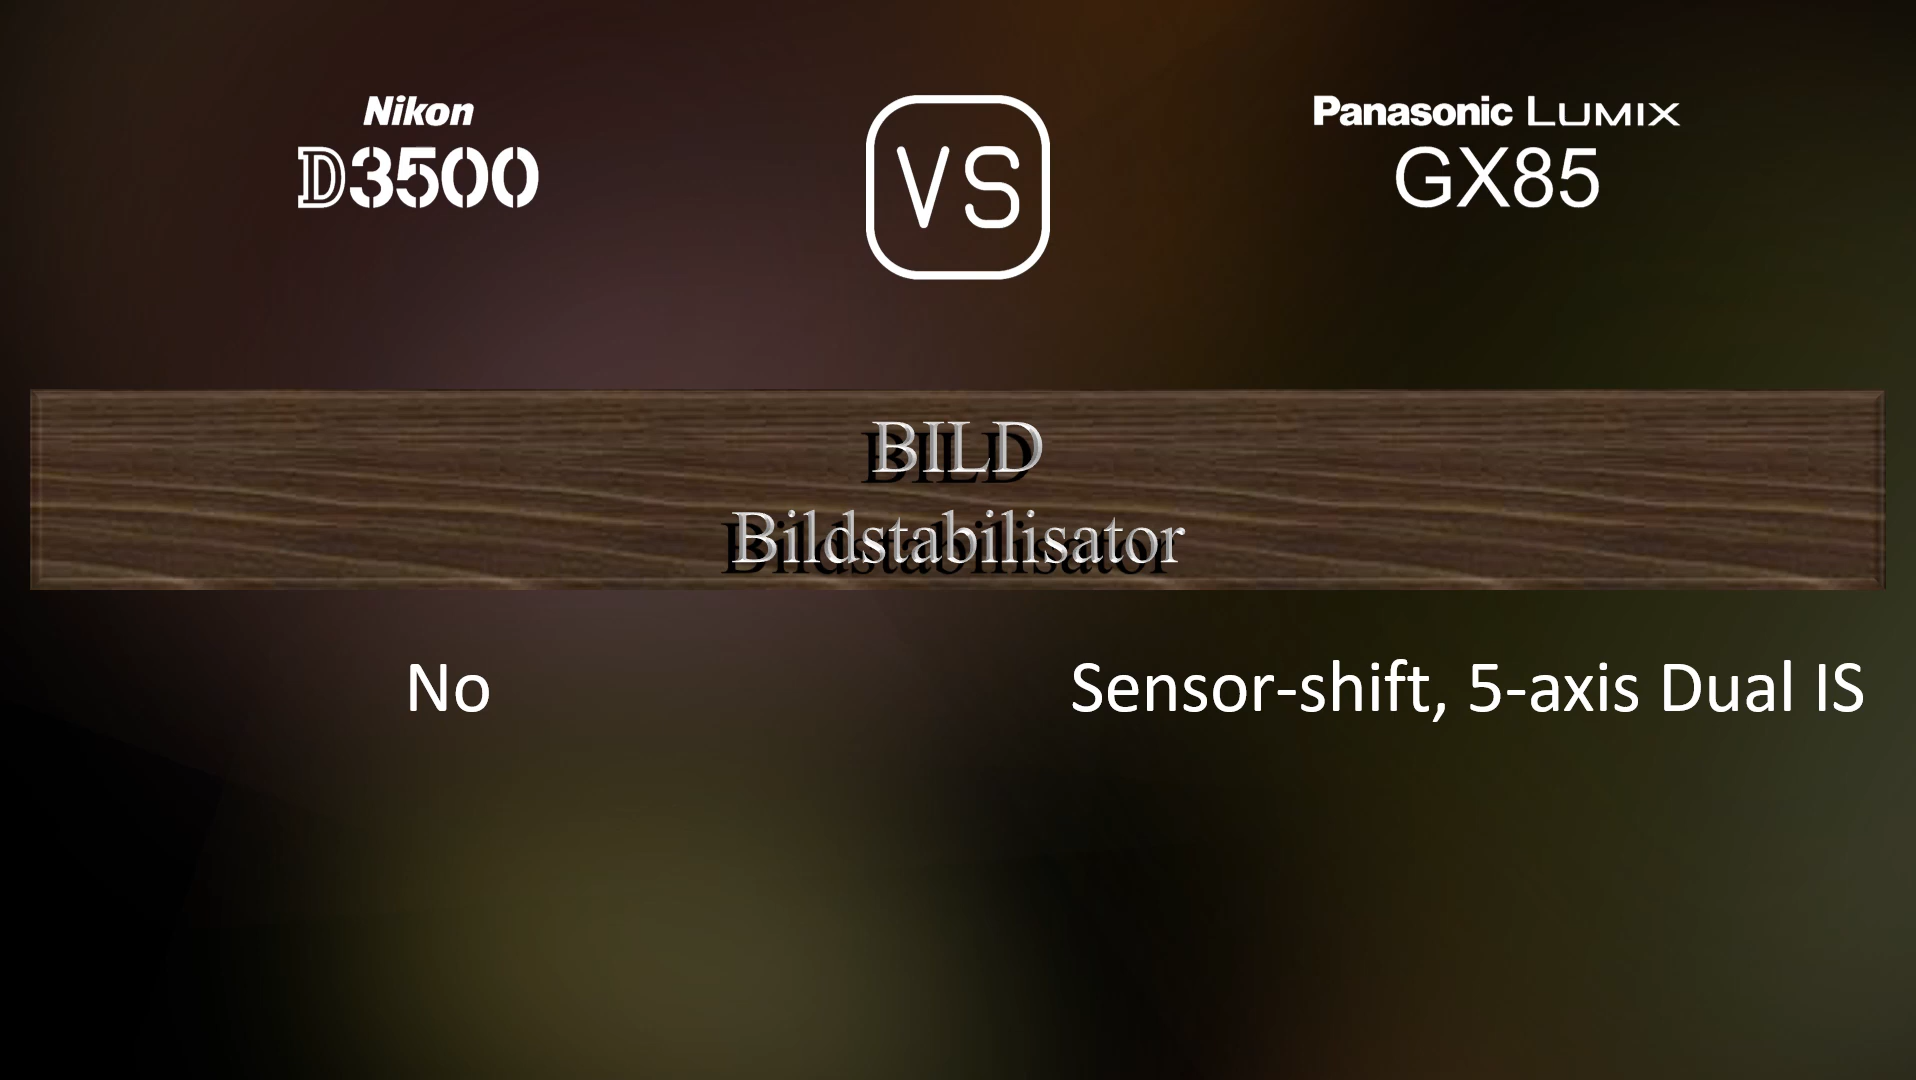 Nikon
D3500
VS
Panasonic LUMIX
GX85
BILD
Bildstabilisator
No
Sensor-shift, 5-axis Dual IS